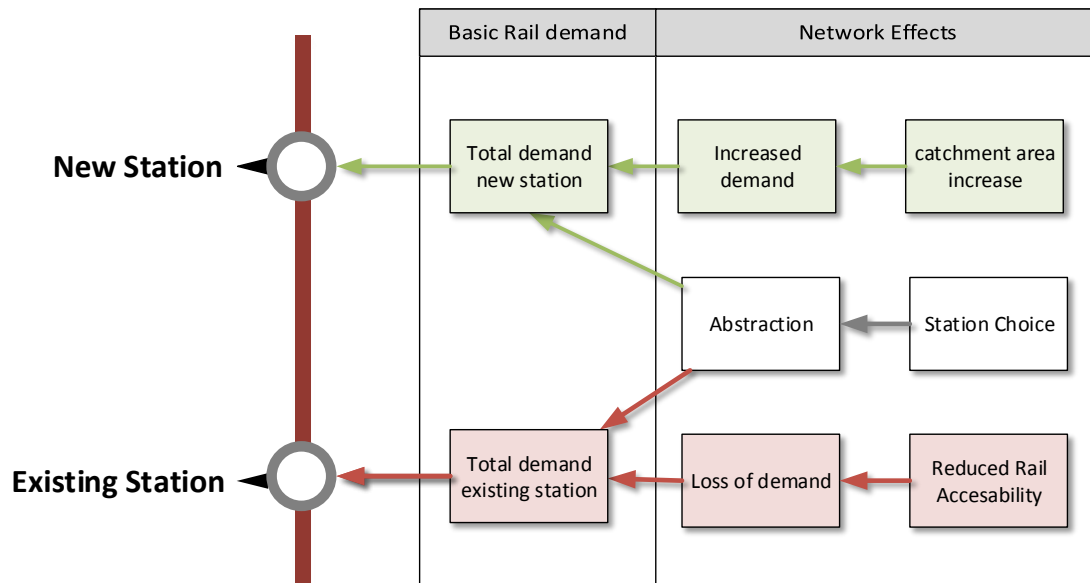 Basic Rail demand
Network Effects
New Station
Total demand
new station
Increased
demand
catchment area
increase
Abstraction
Station Choice
Existing Station
Total demand
existing station
Loss of demand
Reduced Rail
Accesability